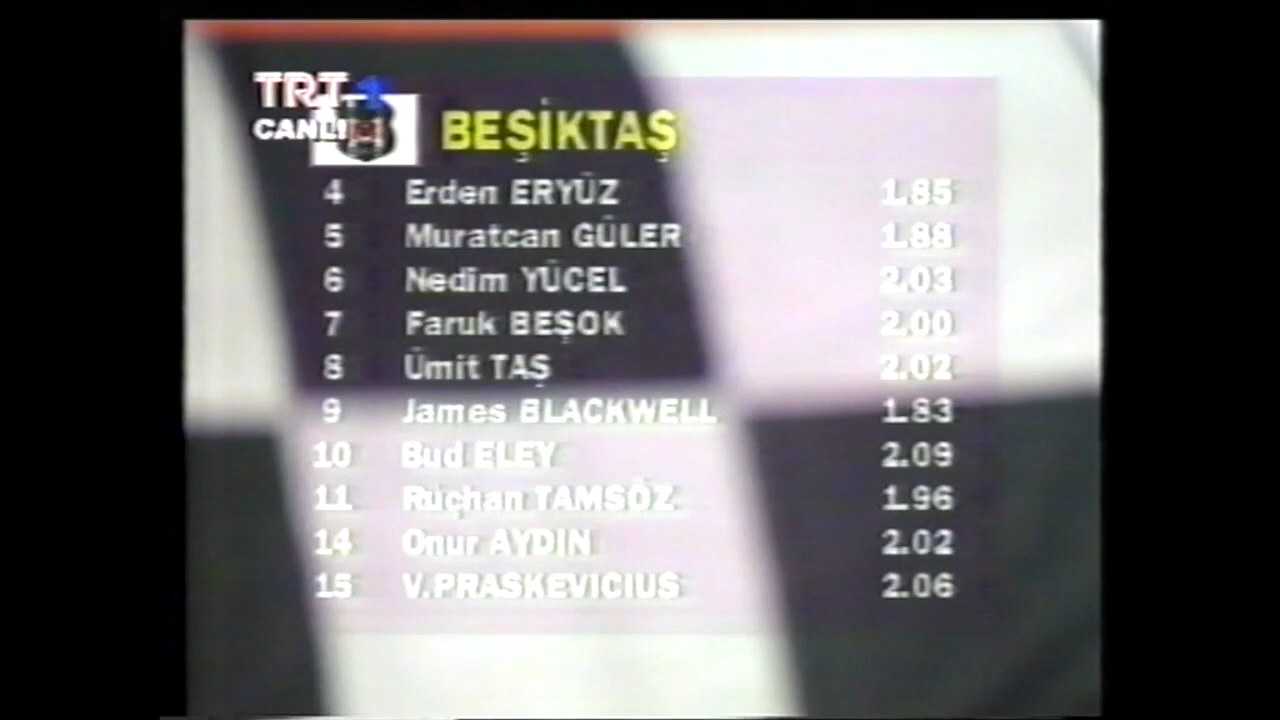 TRT 1
CANLI
BEŞİKTAŞ
4 Erden ERYÜZ 1.85
5 Muratcan GÜLER 1.88
6 Nedim YÜCEL 2.03
7 Faruk BEŞOK 2.00
8 Ümit TAŞ 2.02
9 James BLACKWELL 1.83
10 Bud ELEY 2.09
11 Rüçhan TAMSÖZ 1.96
14 Onur AYDIN 2.02
15 V.PRASKEVICIUS 2.06